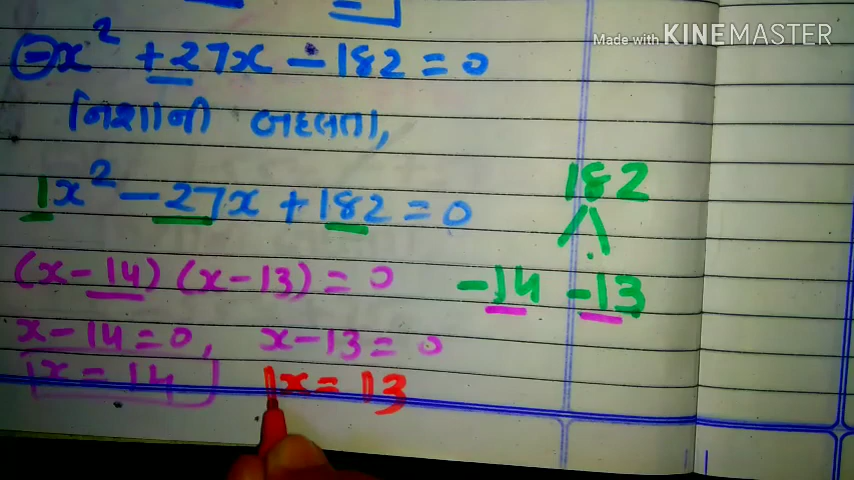 Made with KINEMASTER
-x² + 27x - 182 = 0
નિશાની બદલતા,
1x² - 27x + 182 = 0
182
-14 -13
(x - 14) (x - 13) = 0
x - 14 = 0, x - 13 = 0
x = 14 x = 13